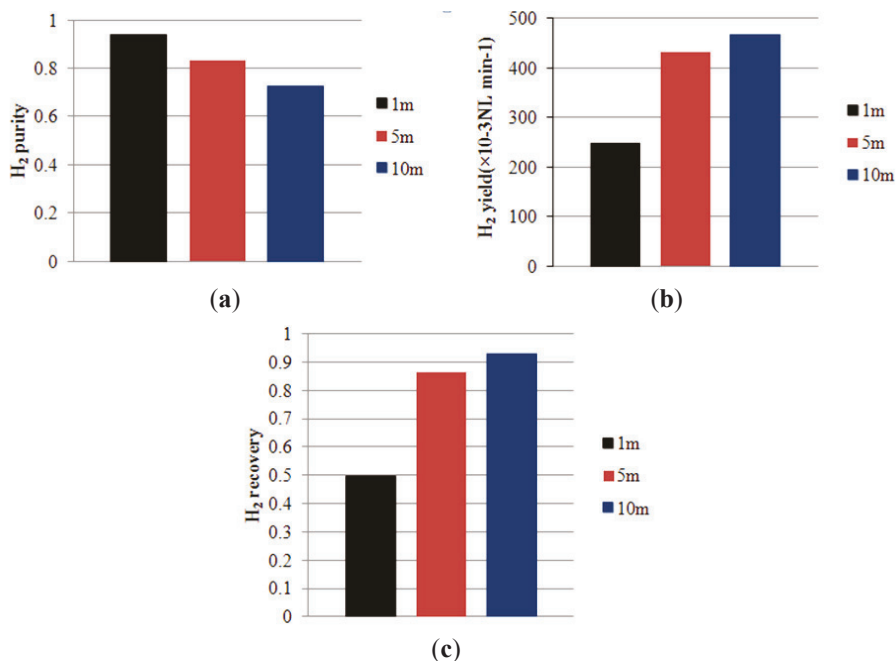 1
0.8
0.6
0.4
0.2
0
H₂ purity
1m
5m
10m
(a)
500
400
300
200
100
0
H₂ yield(×10-3NL min-1)
1m
5m
10m
(b)
1
0.9
0.8
0.7
0.6
0.5
0.4
0.3
0.2
0.1
0
H₂ recovery
1m
5m
10m
(c)